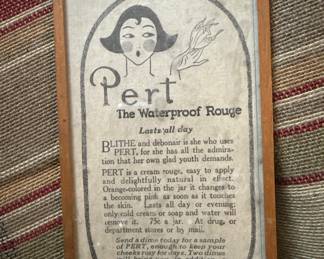 Pert
The Waterproof Rouge
Lasts all day
BLITHE and debonair is she who uses
PERT, for she has all the admira-
tion that her own glad youth demands.
PERT is a cream rouge, easy to apply
and delightfully natural in effect.
Orange-colored in the jar it changes to
a becoming pink as soon as it touches
the skin. Lasts all day or evening;
only cold cream or soap and water will
remove it. 75c a jar. At drug, or
department stores or by mail.
Send a dime today for a sample
of PERT, enough to keep your
cheeks rosy for days. Two dimes